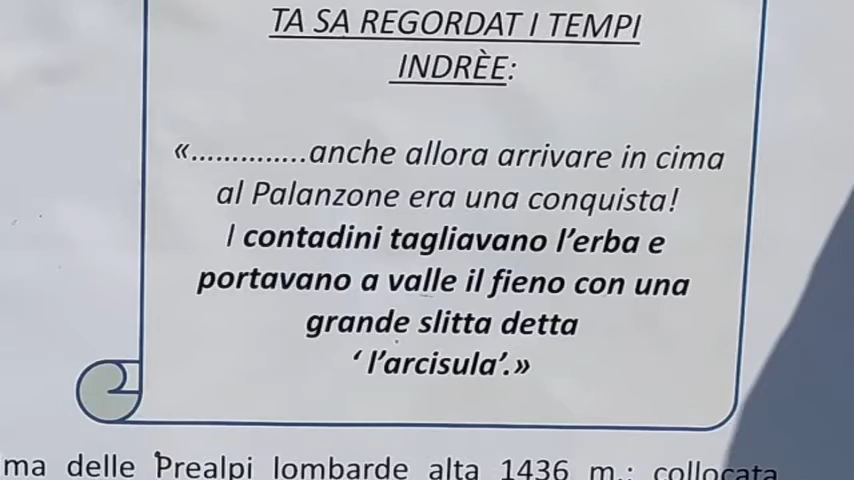 TA SA REGORDAT I TEMPI
INDRÈE:
«..............anche allora arrivare in cima
al Palanzone era una conquista!
I contadini tagliavano l'erba e
portavano a valle il fieno con una
grande slitta detta
‘ l'arcisula’.»
ma delle Prealpi lombarde alta 1436 m.; collocata